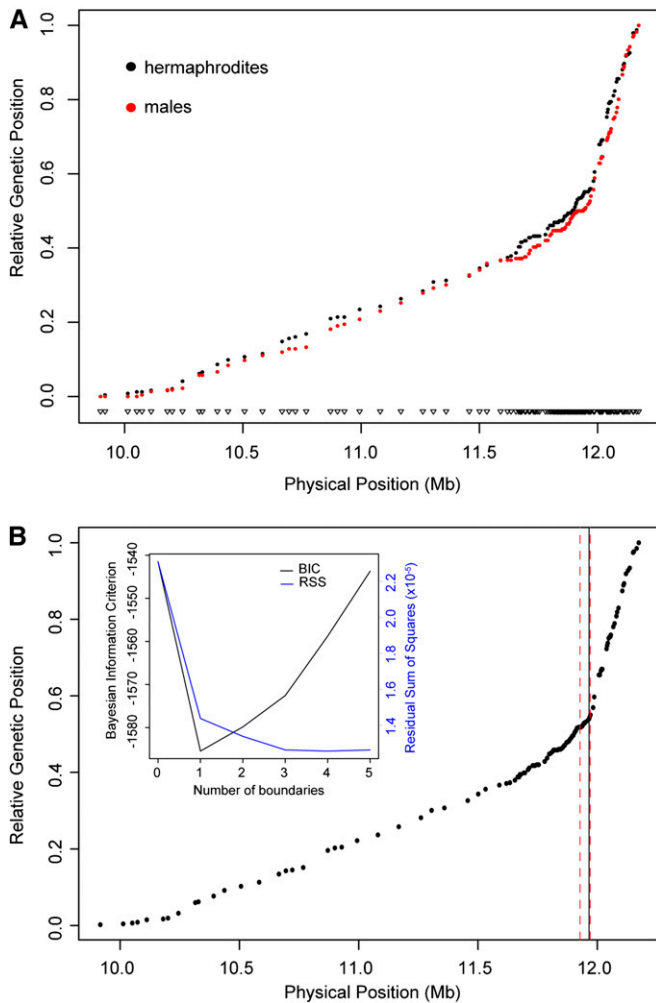 A
hermaphrodites
males
Relative Genetic Position
1.0
0.8
0.6
0.4
0.2
0.0
10.0 10.5 11.0 11.5 12.0
Physical Position (Mb)
B
Relative Genetic Position
1.0
0.8
0.6
0.4
0.2
0.0
Bayesian Information Criterion
-1540
-1550
-1560
-1570
-1580
BIC
RSS
2.2
2.0
1.8
1.6
1.4
Residual Sum of Squares (x10-5)
0 1 2 3 4 5
Number of boundaries
10.0 10.5 11.0 11.5 12.0
Physical Position (Mb)